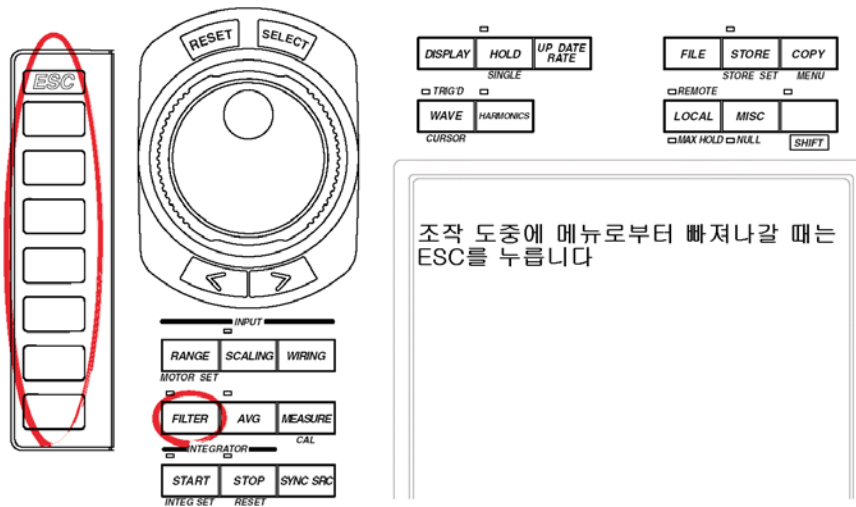 ESC
RESET
SELECT
INPUT
RANGE
SCALING
WIRING
MOTOR SET
FILTER
AVG
MEASURE
CAL
INTEGRATOR
START
STOP
SYNC SRC
INTEG SET
RESET
DISPLAY
HOLD
UP DATE
RATE
SINGLE
TRIG'D
WAVE
HARMONICS
CURSOR
FILE
STORE
COPY
STORE SET
MENU
REMOTE
LOCAL
MISC
MAX HOLD
NULL
SHIFT
조작 도중에 메뉴로부터 빠져나갈 때는
ESC를 누릅니다